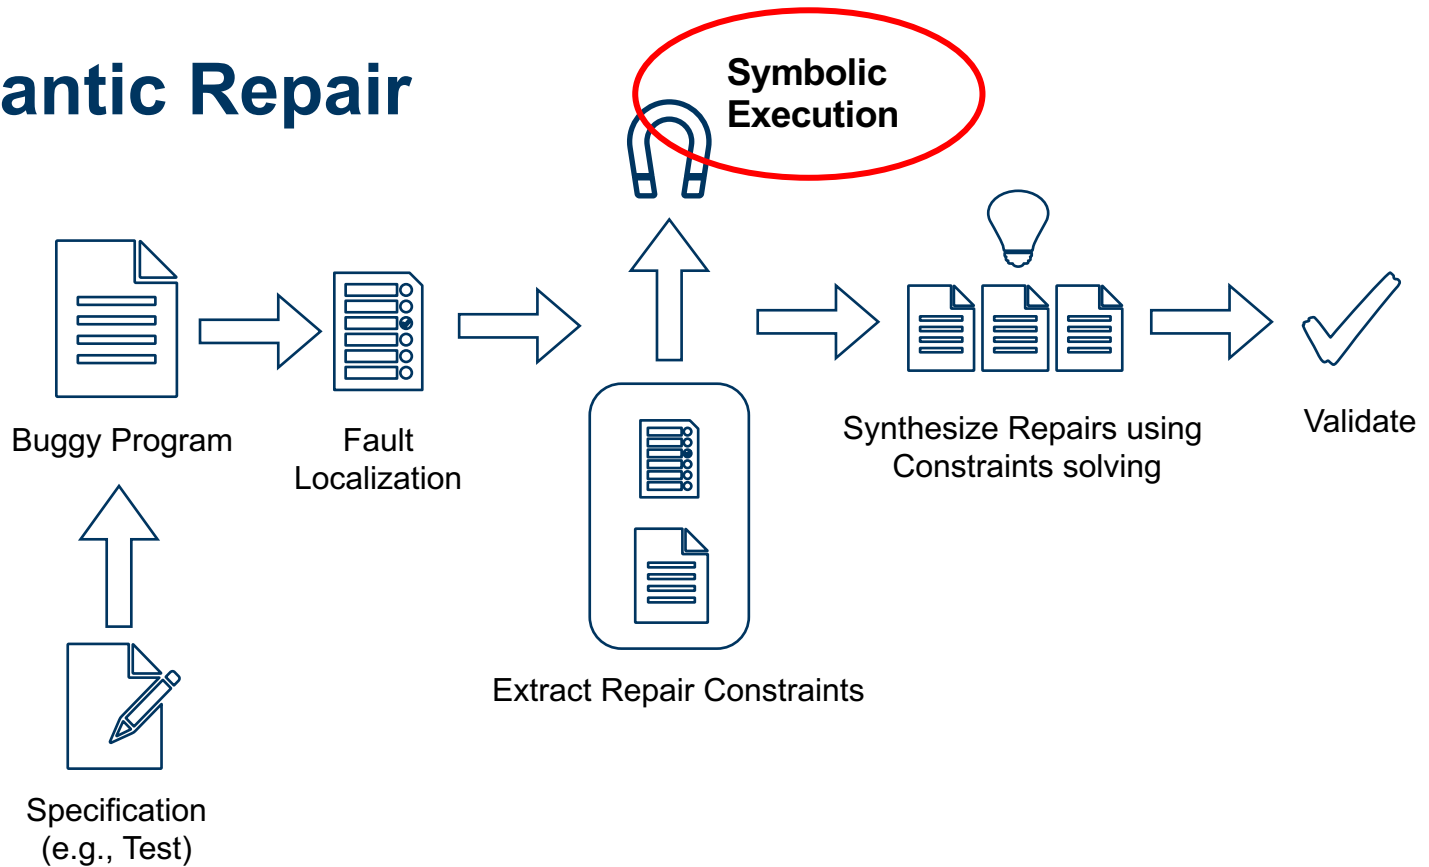 antic Repair
Symbolic
Execution
Buggy Program
Fault
Localization
Synthesize Repairs using
Constraints solving
Validate
Extract Repair Constraints
Specification
(e.g., Test)